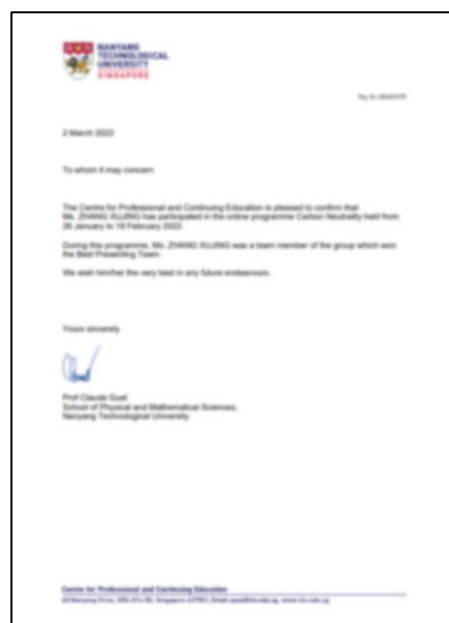 NANYANG
TECHNOLOGICAL
UNIVERSITY
SINGAPORE
2 March 2022
To whom it may concern
The Centre for Professional and Continuing Education is pleased to confirm that
Ms. ZHANG XUJING has participated in the online programme Carbon Neutrality held from
to 18 February 2022.
During this programme, Ms. ZHANG XUJING was a team member of the group which won
the Best Presenting Team.
We wish him/her the very best in any future endeavours.
Yours sincerely
Prof Claude Guet
School of Physical and Mathematical Sciences,
Nanyang Technological University
Centre for Professional and Continuing Education